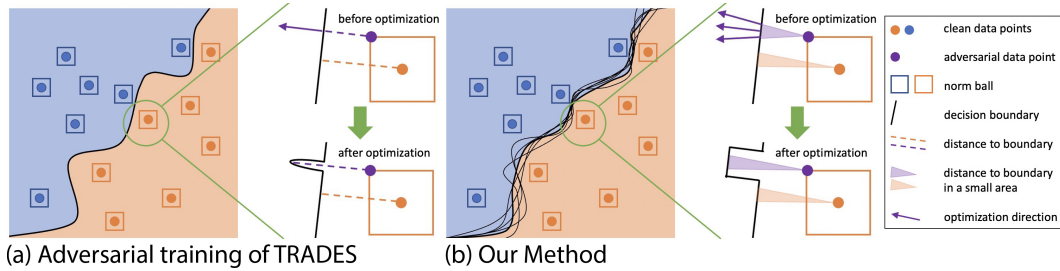 before optimization
after optimization
(a) Adversarial training of TRADES
before optimization
after optimization
(b) Our Method
clean data points
adversarial data point
norm ball
decision boundary
distance to boundary
distance to boundary
in a small area
optimization direction